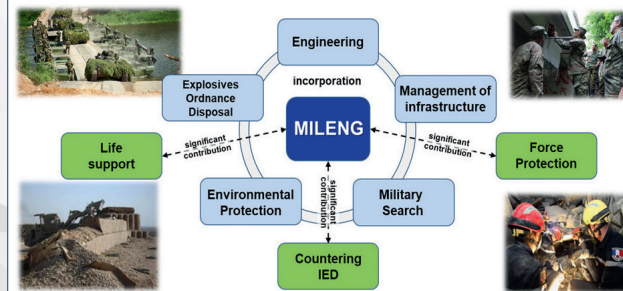 Engineering
incorporation
Explosives
Ordnance
Disposal
Management of
infrastructure
MILENG
Life
support
significant
contribution
significant
contribution
Force
Protection
Environmental
Protection
significant
contribution
Military
Search
Countering
IED